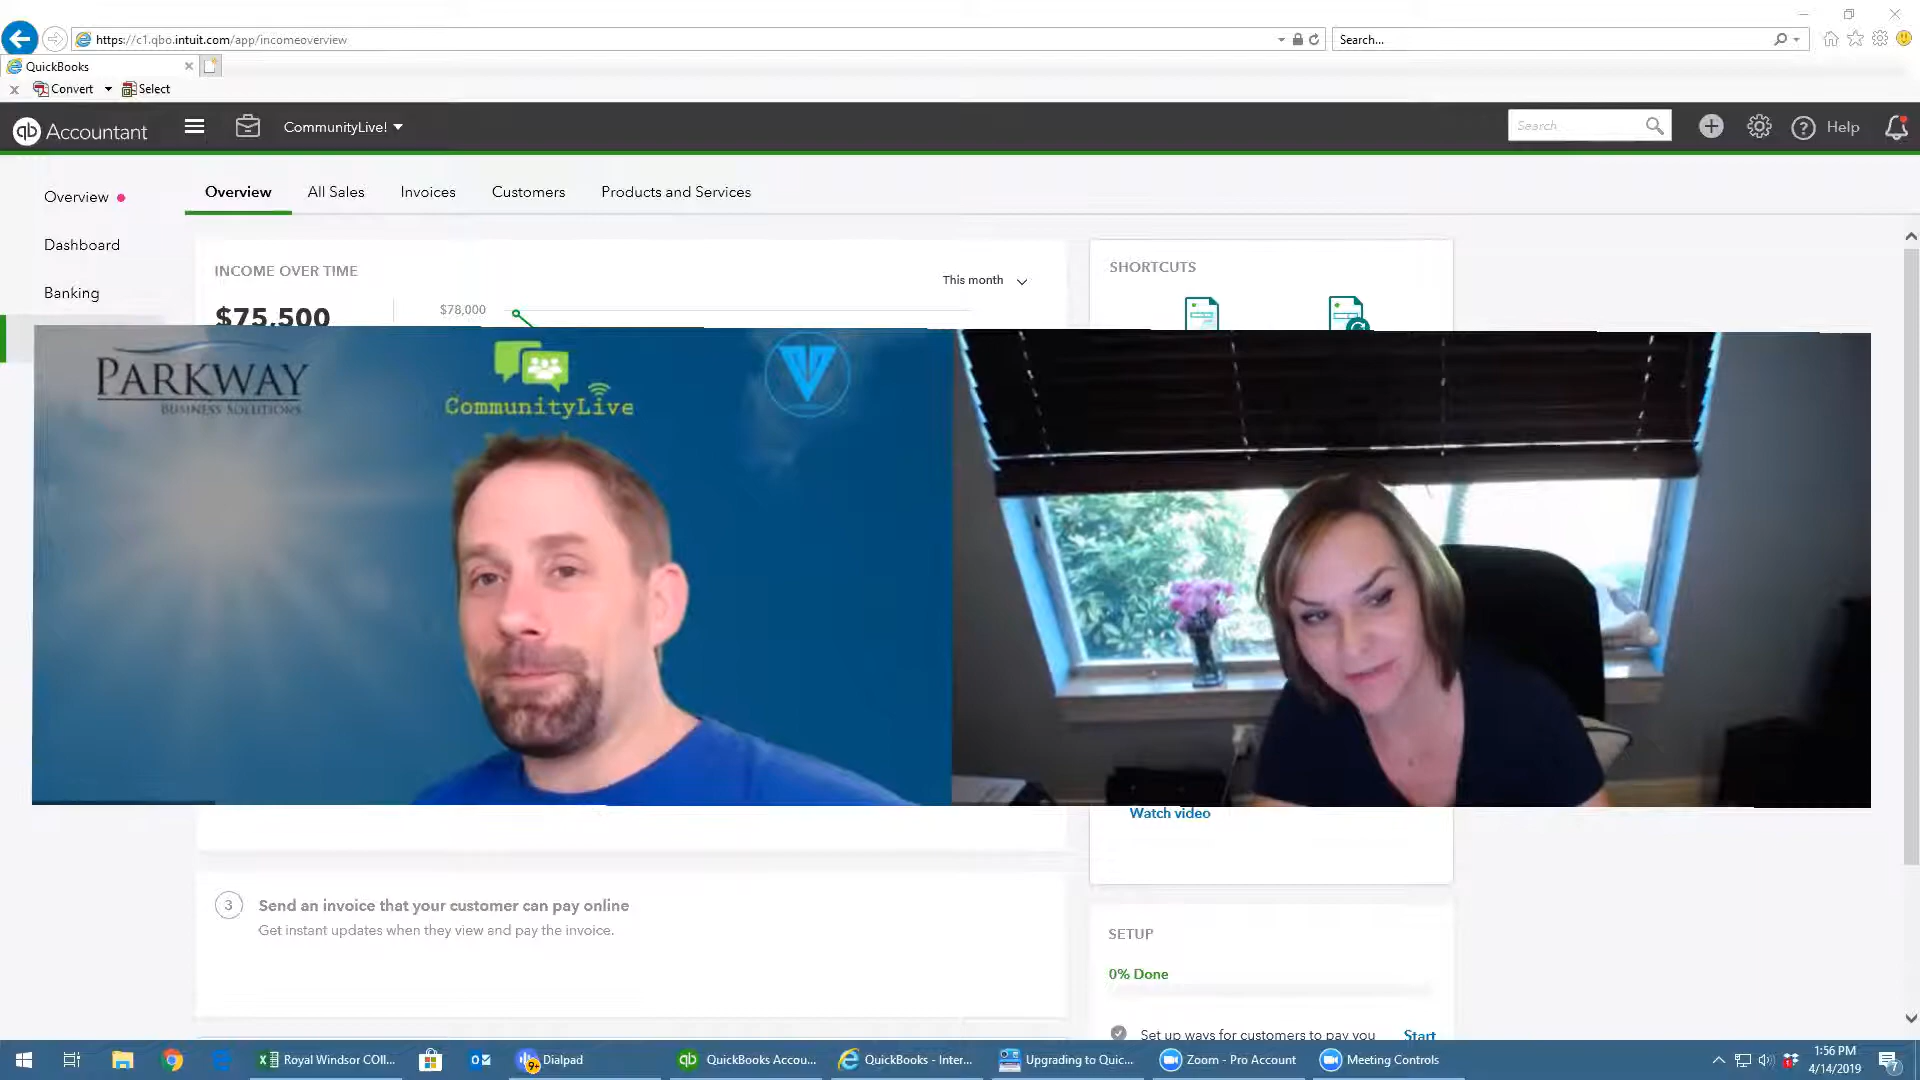 https://c1.qbo.intuit.com/app/incomeoverview
Search...
QuickBooks
Convert
Select
qb Accountant
CommunityLive!
Search
Help
Overview
Dashboard
Banking
Overview
All Sales
Invoices
Customers
Products and Services
INCOME OVER TIME
This month
$75,500
$78,000
SHORTCUTS
PARKWAY
BUSINESS SOLUTIONS
CommunityLive
Watch video
3
Send an invoice that your customer can pay online
Get instant updates when they view and pay the invoice.
SETUP
0% Done
Set up ways for customers to pay you
Start
Royal Windsor COll...
9+
Dialpad
qb
QuickBooks Accou...
QuickBooks - Inter...
Upgrading to Quic...
Zoom - Pro Account
Meeting Controls
1:56 PM
4/14/2019
7